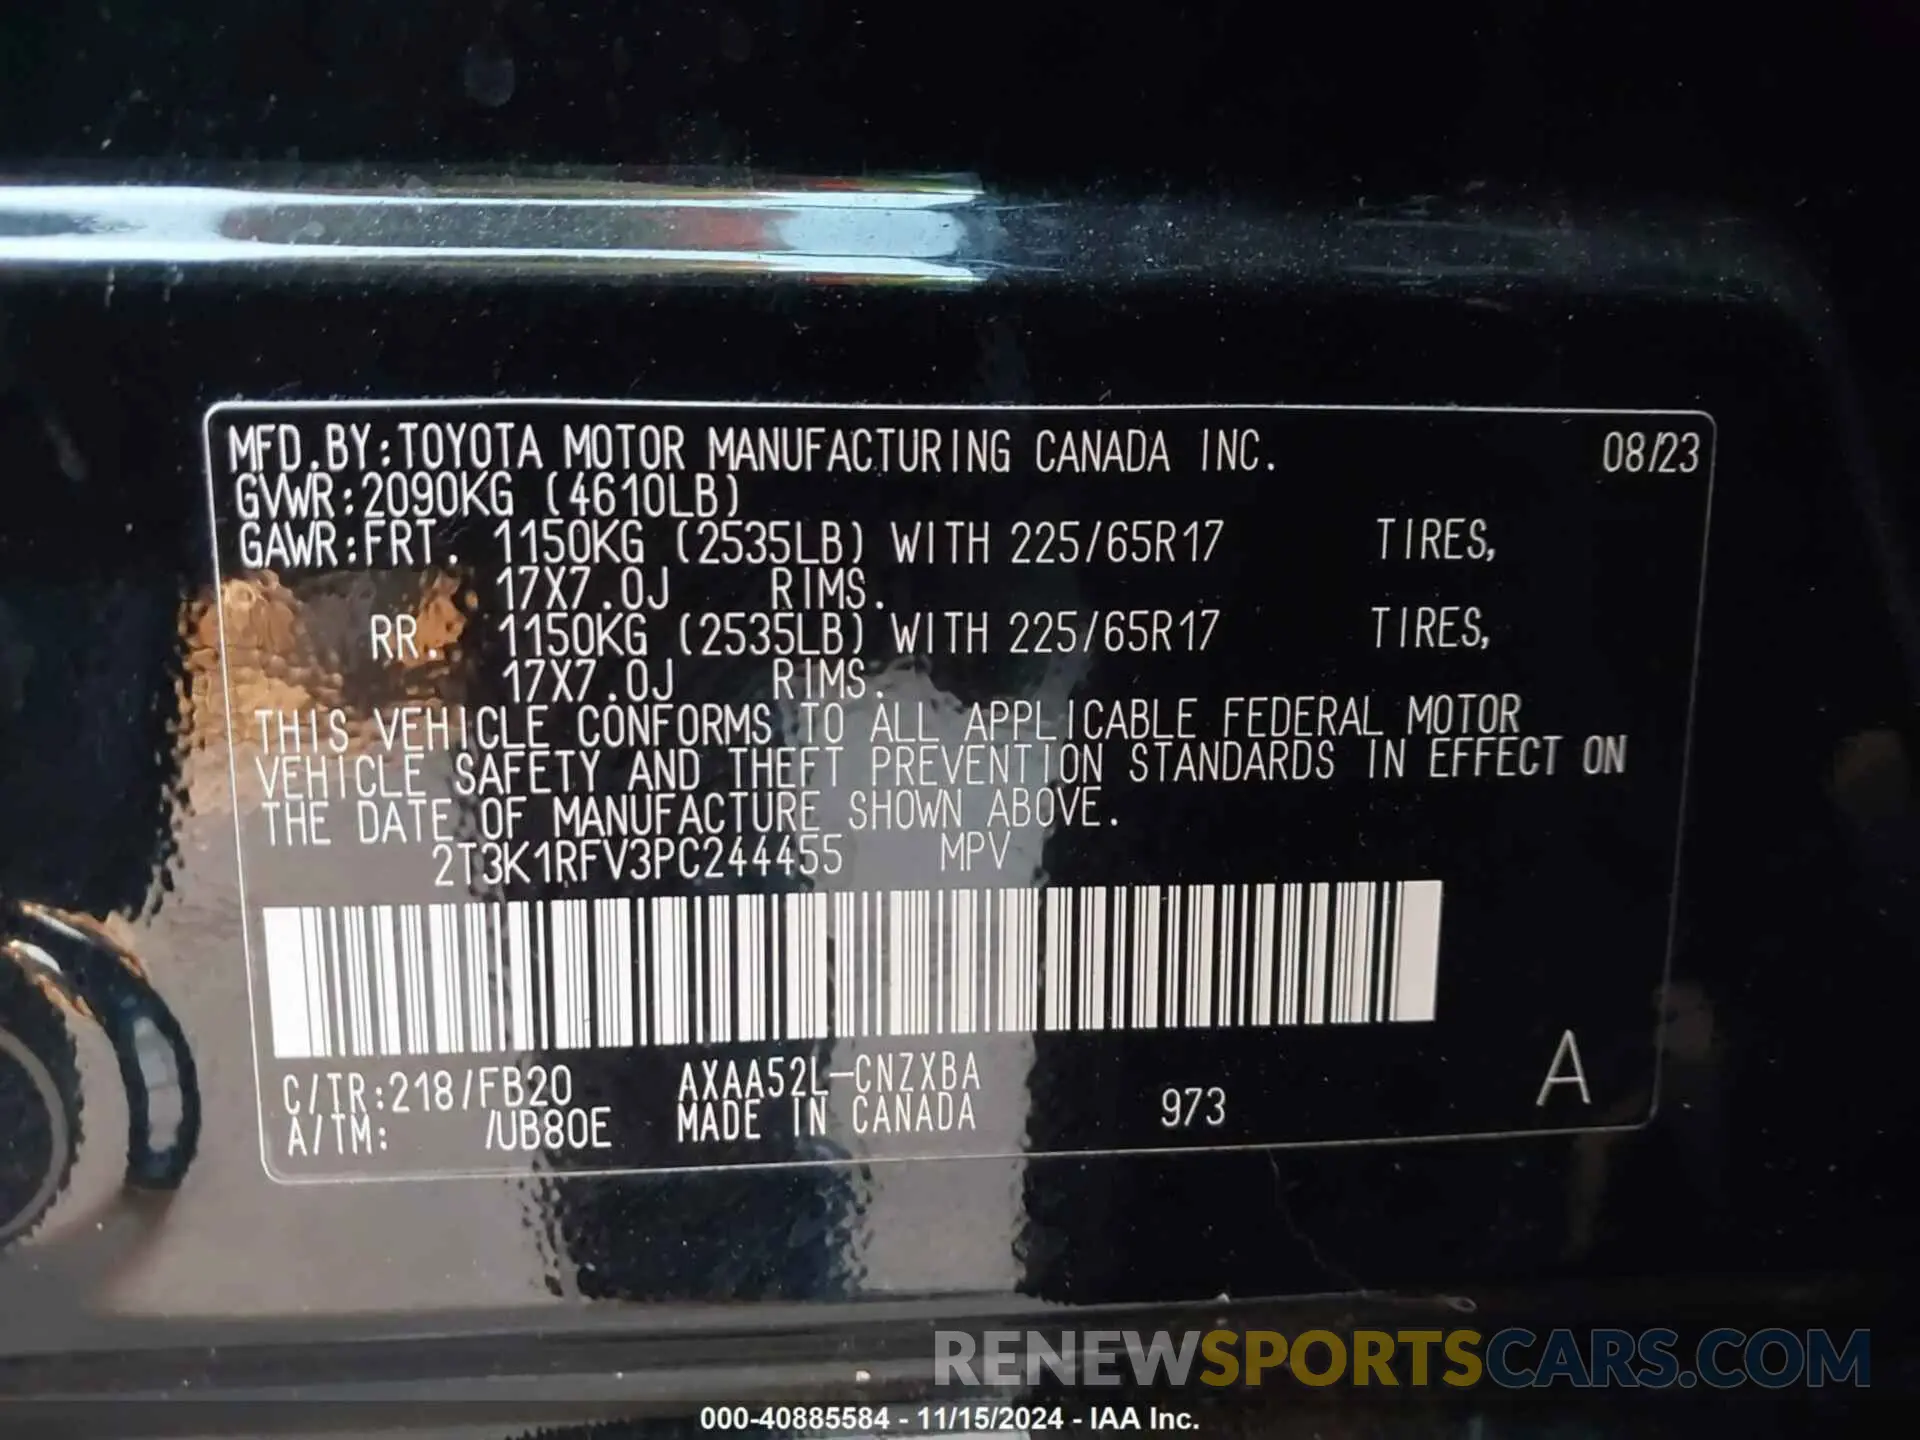 MFD.BY:TOYOTA MOTOR MANUFACTURING CANADA INC. 08/23
GVWR:2090KG (4610LB)
GAWR:FRT. 1150KG (2535LB) WITH 225/65R17 TIRES,
17X7.0J RIMS.
RR. 1150KG (2535LB) WITH 225/65R17 TIRES,
17X7.0J RIMS.
THIS VEHICLE CONFORMS TO ALL APPLICABLE FEDERAL MOTOR
VEHICLE SAFETY AND THEFT PREVENTION STANDARDS IN EFFECT ON
THE DATE OF MANUFACTURE SHOWN ABOVE.
2T3K1RFV3PC244455 MPV
C/TR:218/FB20 AXAA52L-CNZXBA
A/TM: /UB80E MADE IN CANADA 973 A
RENEWSPORTSCARS.COM
000-40885584 - 11/15/2024 - IAA Inc.